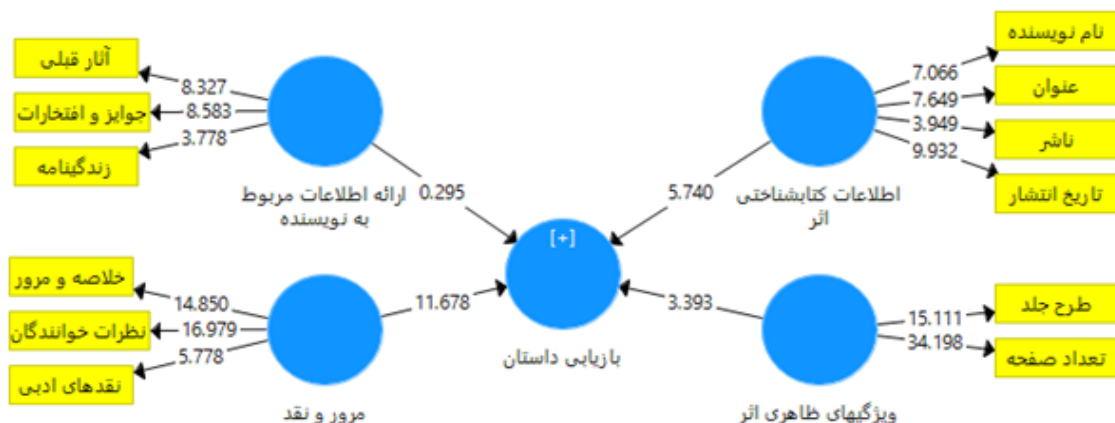 نام نویسنده
عنوان
ناشر
تاریخ انتشار
7.066
7.649
3.949
9.932
اطلاعات کتابشناختی
اثر
5.740
آثار قبلی
جوایز و افتخارات
زندگینامه
8.327
8.583
3.778
ارائه اطلاعات مربوط
به نویسنده
0.295
[+]
بازیابی داستان
طرح جلد
تعداد صفحه
15.111
34.198
ویژگیهای ظاهری اثر
3.393
خلاصه و مرور
نظرات خوانندگان
نقدهای ادبی
14.850
16.979
5.778
مرور و نقد
11.678